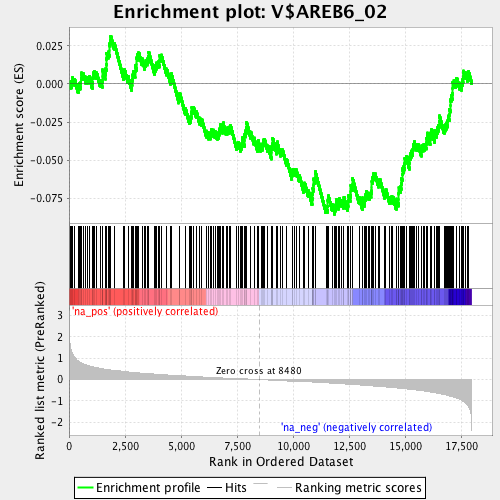 Enrichment plot: V$AREB6_02
Enrichment score (ES)
0.025
0.000
-0.025
-0.050
-0.075
'na_pos' (positively correlated)
Ranked list metric (PreRanked)
3
2
1
0
-1
-2
Zero cross at 8480
'na_neg' (negatively correlated)
0
2,500
5,000
7,500
10,000
12,500
15,000
17,500
Rank in Ordered Dataset
Enrichment profile
Hits
Ranking metric scores